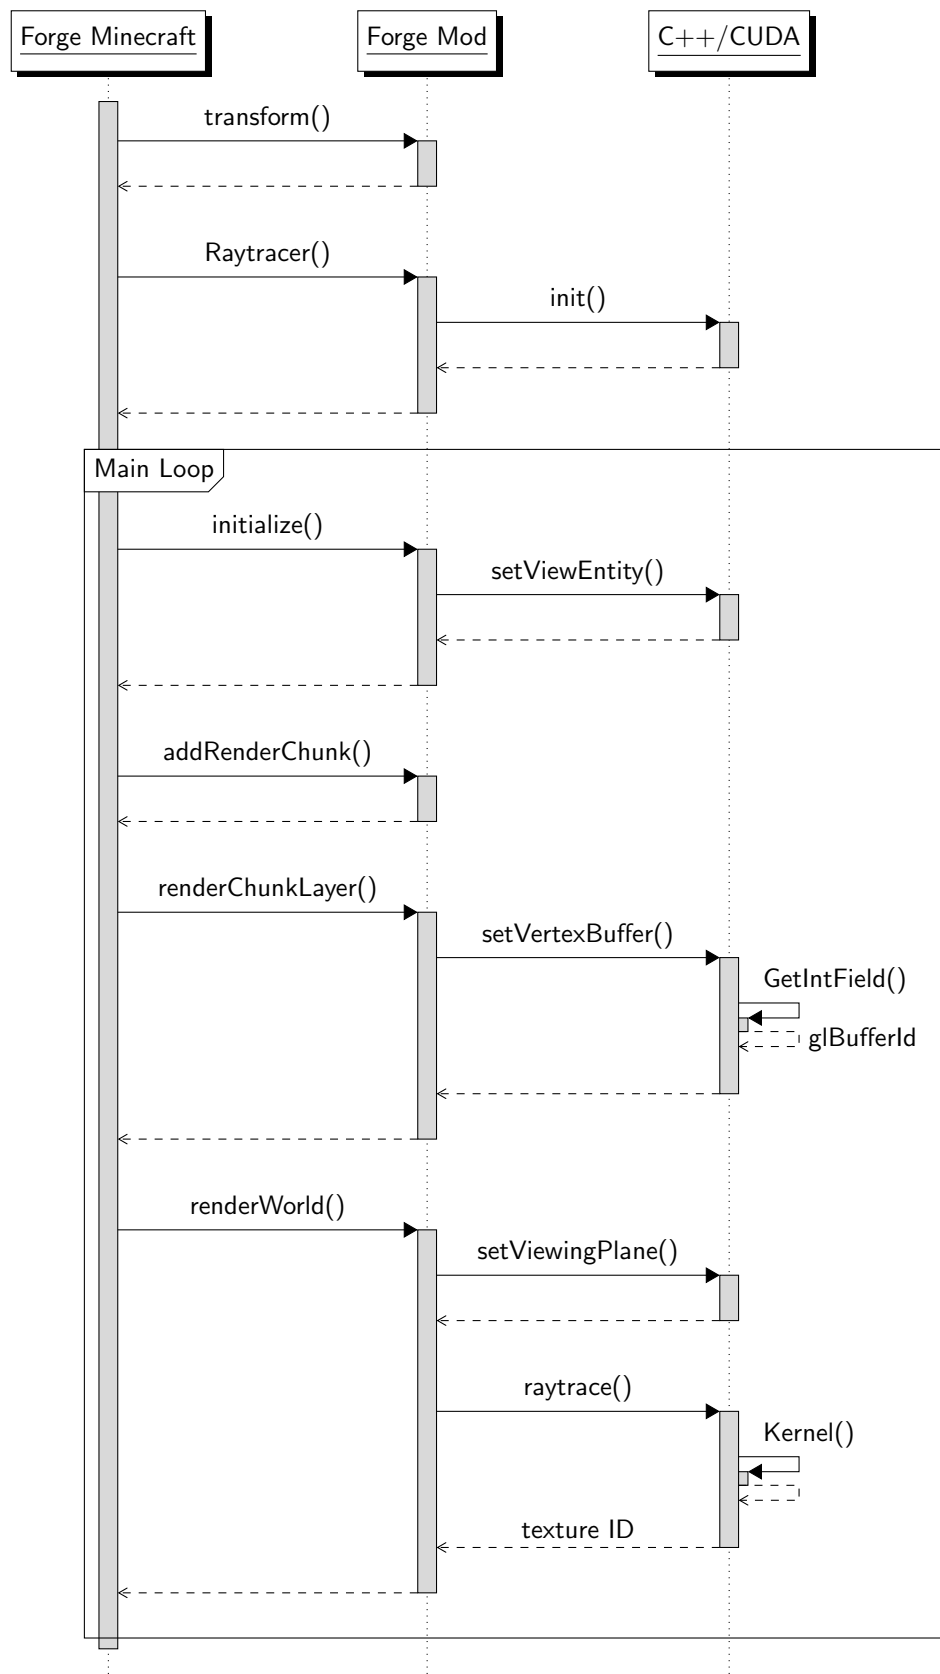 Forge Minecraft
Forge Mod
C++/CUDA
transform()
Raytracer()
init()
Main Loop
initialize()
setViewEntity()
addRenderChunk()
renderChunkLayer()
setVertexBuffer()
GetIntField()
glBufferId
renderWorld()
setViewingPlane()
raytrace()
Kernel()
texture ID